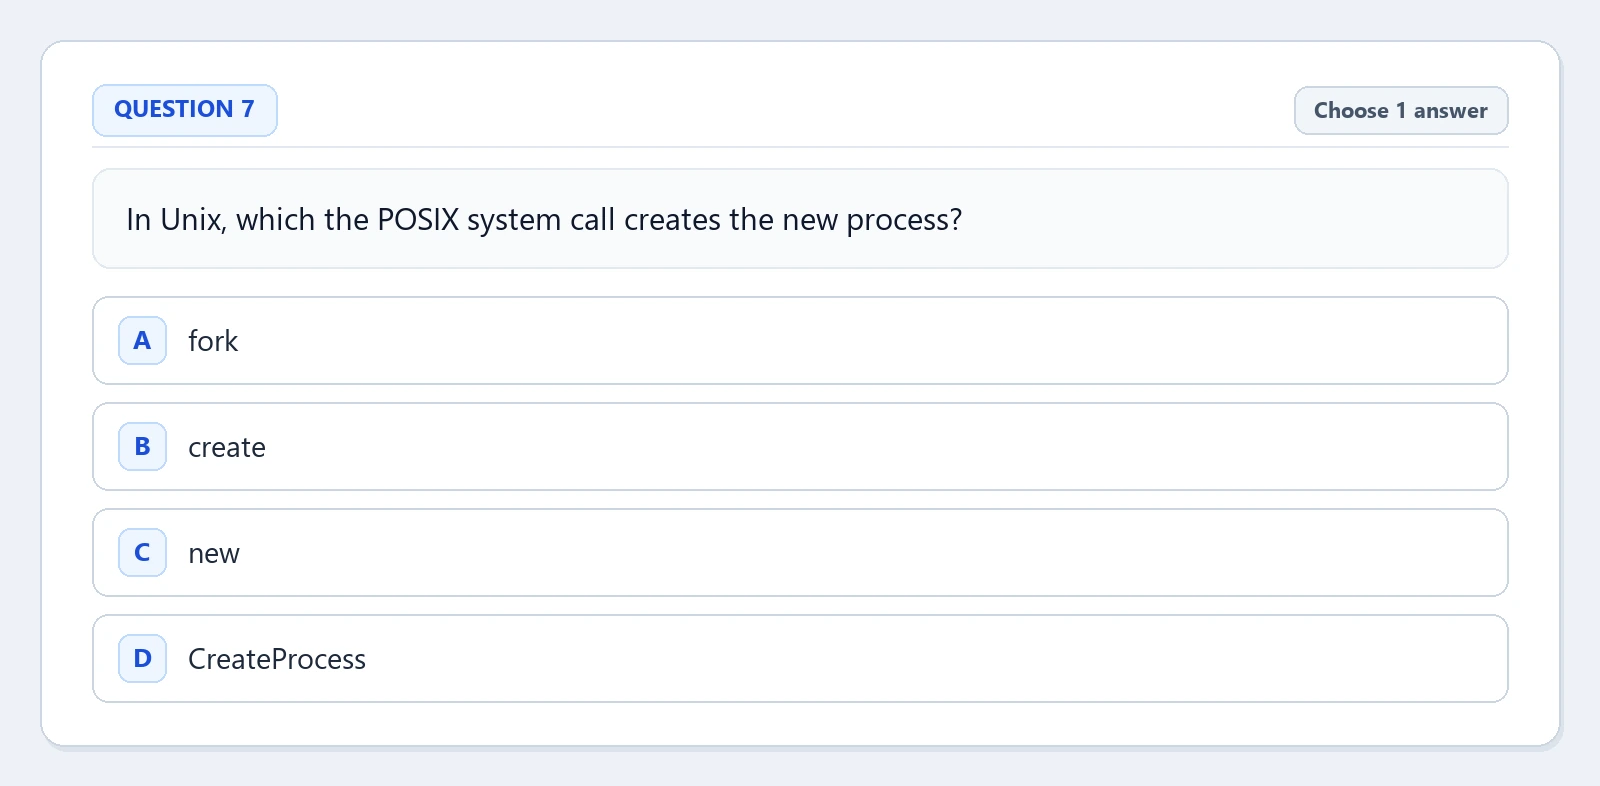 QUESTION 7
Choose 1 answer
In Unix, which the POSIX system call creates the new process?
A fork
B create
C new
D CreateProcess